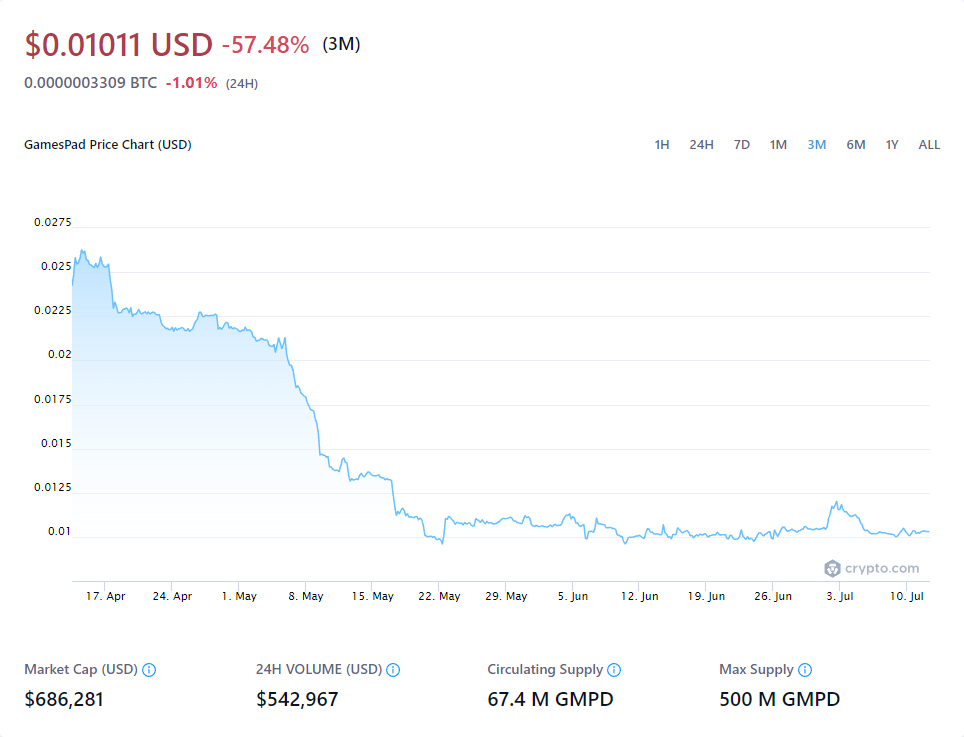 $0.01011 USD -57.48% (3M)
0.0000003309 BTC -1.01% (24H)
GamesPad Price Chart (USD) 1H 24H 7D 1M 3M 6M 1Y ALL
0.0275
0.025
0.0225
0.02
0.0175
0.015
0.0125
0.01
crypto.com
17. Apr 24. Apr 1. May 8. May 15. May 22. May 29. May 5. Jun 12. Jun 19. Jun 26. Jun 3. Jul 10. Jul
Market Cap (USD) 24H VOLUME (USD) Circulating Supply Max Supply
$686,281 $542,967 67.4 M GMPD 500 M GMPD